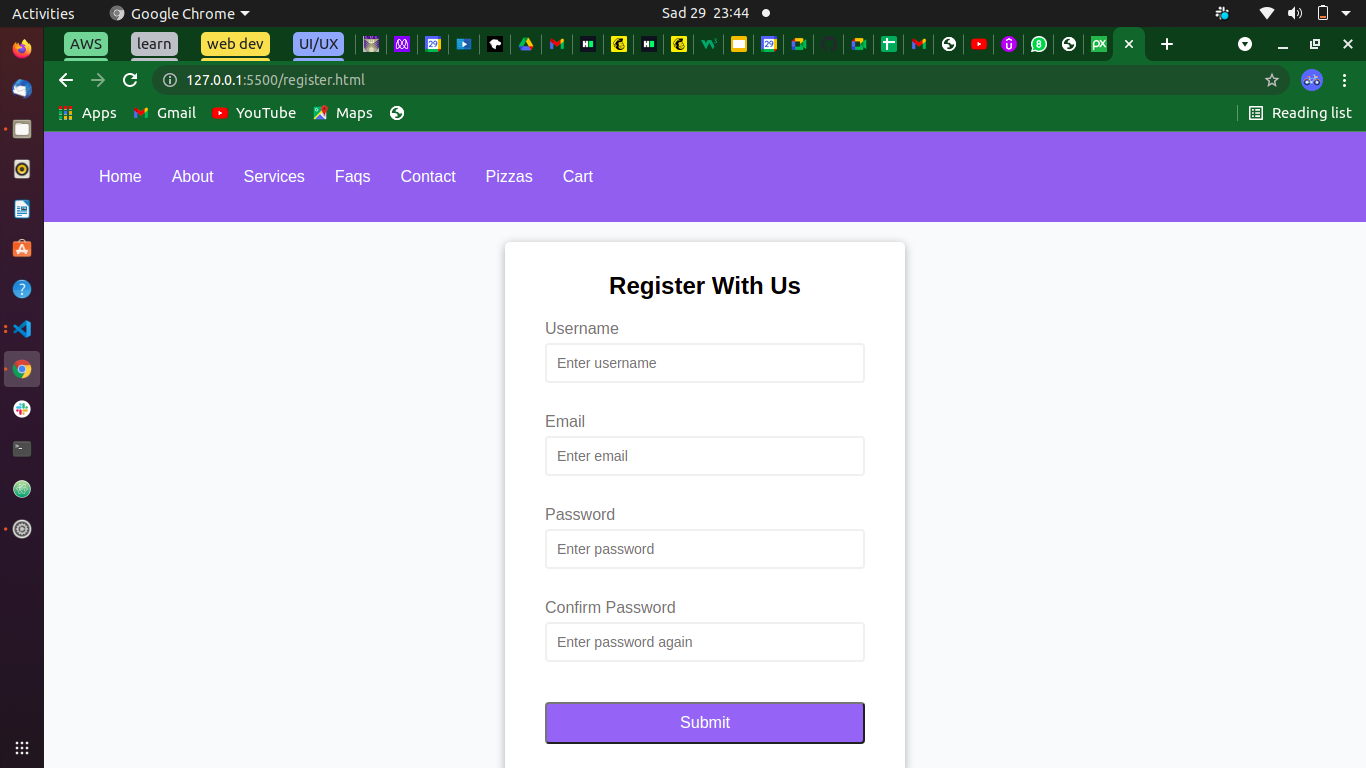 Activities Google Chrome Sad 29 23:44
AWS learn web dev UI/UX
127.0.0.1:5500/register.html
Apps Gmail YouTube Maps Reading list
Home About Services Faqs Contact Pizzas Cart
Register With Us
Username
Enter username
Email
Enter email
Password
Enter password
Confirm Password
Enter password again
Submit